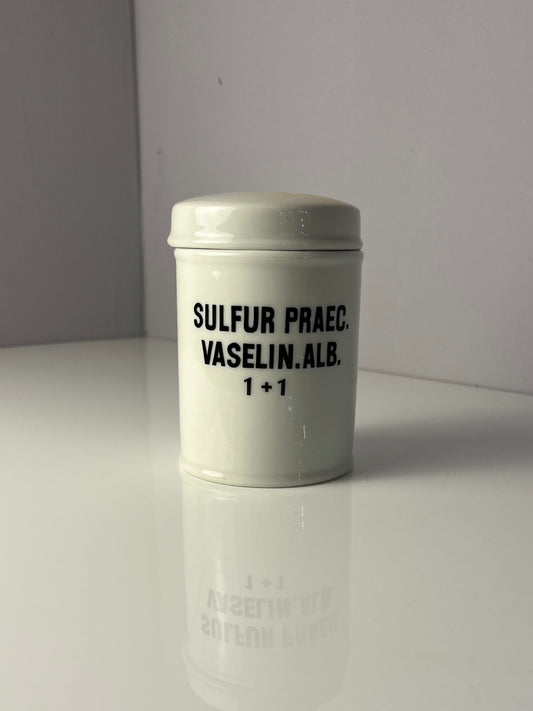 SULFUR PRAEC.
VASELIN.ALB.
1+1